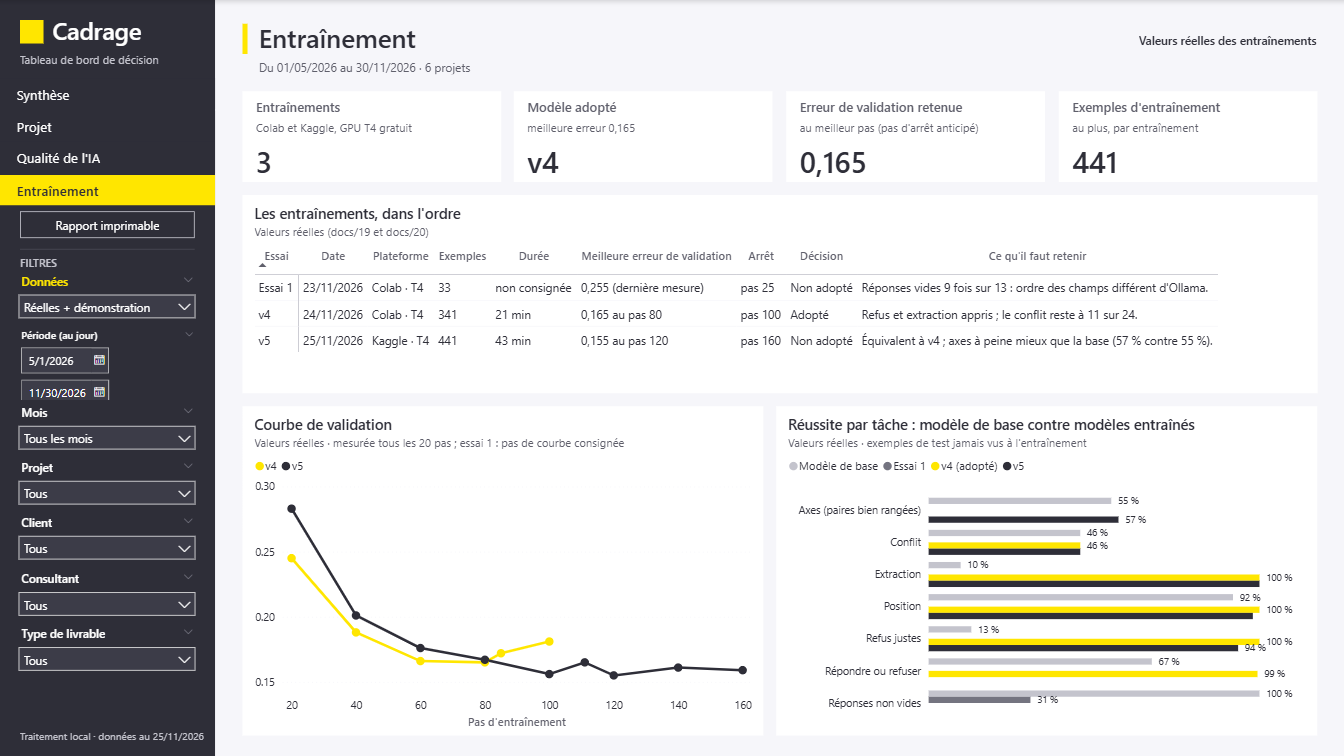 Cadrage
Tableau de bord de décision
Synthèse
Projet
Qualité de l'IA
Entraînement
Rapport imprimable
FILTRES
Données
Réelles + démonstration
Période (au jour)
5/1/2026
11/30/2026
Mois
Tous les mois
Projet
Tous
Client
Tous
Consultant
Tous
Type de livrable
Tous
Traitement local · données au 25/11/2026
Entraînement
Du 01/05/2026 au 30/11/2026 · 6 projets
Valeurs réelles des entraînements
Entraînements
Colab et Kaggle, GPU T4 gratuit
3
Modèle adopté
meilleure erreur 0,165
v4
Erreur de validation retenue
au meilleur pas (pas d'arrêt anticipé)
0,165
Exemples d'entraînement
au plus, par entraînement
441
Les entraînements, dans l'ordre
Valeurs réelles (docs/19 et docs/20)
Essai Date Plateforme Exemples Durée Meilleure erreur de validation Arrêt Décision Ce qu'il faut retenir
Essai 1 23/11/2026 Colab · T4 33 non consignée 0,255 (dernière mesure) pas 25 Non adopté Réponses vides 9 fois sur 13 : ordre des champs différent d'Ollama.
v4 24/11/2026 Colab · T4 341 21 min 0,165 au pas 80 pas 100 Adopté Refus et extraction appris ; le conflit reste à 11 sur 24.
v5 25/11/2026 Kaggle · T4 441 43 min 0,155 au pas 120 pas 160 Non adopté Équivalent à v4 ; axes à peine mieux que la base (57 % contre 55 %).
Courbe de validation
Valeurs réelles · mesurée tous les 20 pas ; essai 1 : pas de courbe consignée
v4 v5
0.30
0.25
0.20
0.15
20 40 60 80 100 120 140 160
Pas d'entraînement
Réussite par tâche : modèle de base contre modèles entraînés
Valeurs réelles · exemples de test jamais vus à l'entraînement
Modèle de base Essai 1 v4 (adopté) v5
Axes (paires bien rangées) 55 %
57 %
Conflit 46 %
46 %
Extraction 10 %
100 %
Position 92 %
100 %
Refus justes 13 %
100 %
94 %
Répondre ou refuser 67 %
99 %
Réponses non vides 100 %
31 %